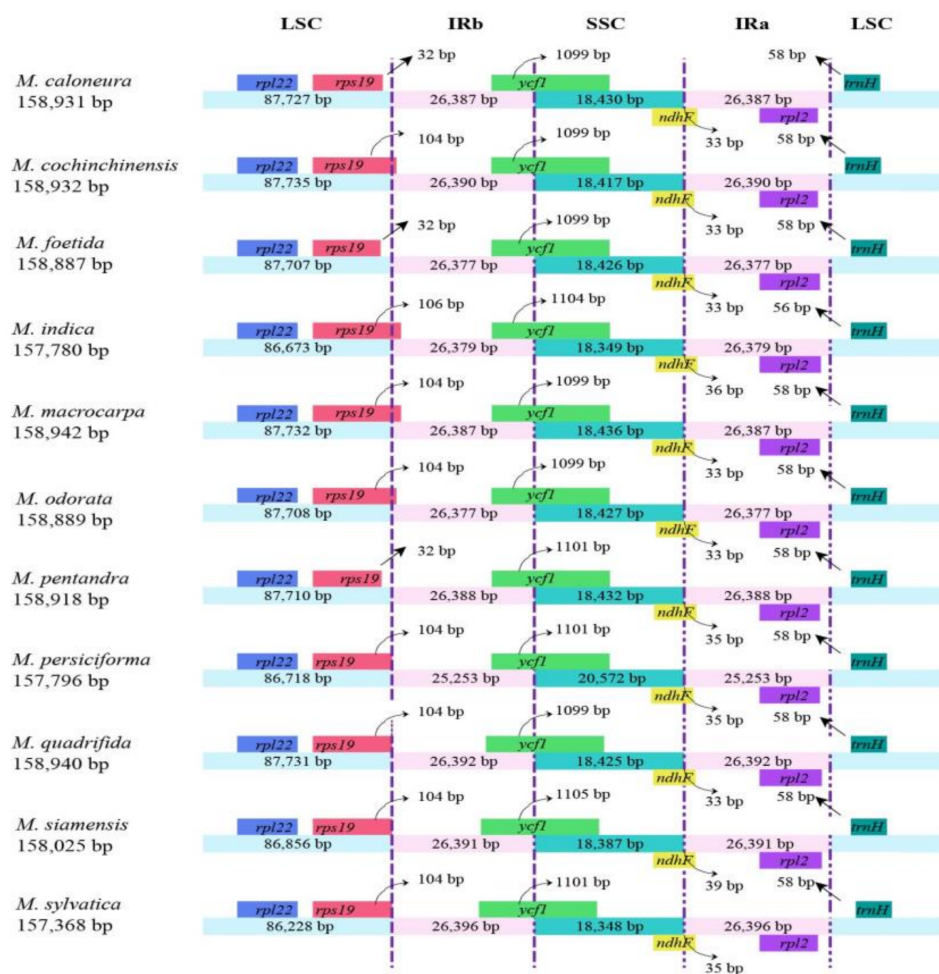 LSC IRb SSC IRa LSC
32 bp 1099 bp 58 bp
M. caloneura rpl22 rps19 ycf1 trnH
158,931 bp 87,727 bp 26,387 bp 18,430 bp 26,387 bp
ndhF rpl2
104 bp 1099 bp 33 bp 58 bp
M. cochinchinensis rpl22 rps19 ycf1 trnH
158,932 bp 87,735 bp 26,390 bp 18,417 bp 26,390 bp
ndhF rpl2
32 bp 1099 bp 33 bp 58 bp
M. foetida rpl22 rps19 ycf1 trnH
158,887 bp 87,707 bp 26,377 bp 18,426 bp 26,377 bp
ndhF rpl2
106 bp 1104 bp 33 bp 56 bp
M. indica rpl22 rps19 ycf1 trnH
157,780 bp 86,673 bp 26,379 bp 18,349 bp 26,379 bp
ndhF rpl2
104 bp 1099 bp 36 bp 58 bp
M. macrocarpa rpl22 rps19 ycf1 trnH
158,942 bp 87,732 bp 26,387 bp 18,436 bp 26,387 bp
ndhF rpl2
104 bp 1099 bp 33 bp 58 bp
M. odorata rpl22 rps19 ycf1 trnH
158,889 bp 87,708 bp 26,377 bp 18,427 bp 26,377 bp
ndhF rpl2
32 bp 1101 bp 33 bp 58 bp
M. pentandra rpl22 rps19 ycf1 trnH
158,918 bp 87,710 bp 26,388 bp 18,432 bp 26,388 bp
ndhF rpl2
104 bp 1101 bp 35 bp 58 bp
M. persiciforma rpl22 rps19 ycf1 trnH
157,796 bp 86,718 bp 25,253 bp 20,572 bp 25,253 bp
ndhF rpl2
104 bp 1099 bp 35 bp 58 bp
M. quadrifida rpl22 rps19 ycf1 trnH
158,940 bp 87,731 bp 26,392 bp 18,425 bp 26,392 bp
ndhF rpl2
104 bp 1105 bp 33 bp 58 bp
M. siamensis rpl22 rps19 ycf1 trnH
158,025 bp 86,856 bp 26,391 bp 18,387 bp 26,391 bp
ndhF rpl2
104 bp 1101 bp 39 bp 58 bp
M. sylvatica rpl22 rps19 ycf1 trnH
157,368 bp 86,228 bp 26,396 bp 18,348 bp 26,396 bp
ndhF rpl2
35 bp